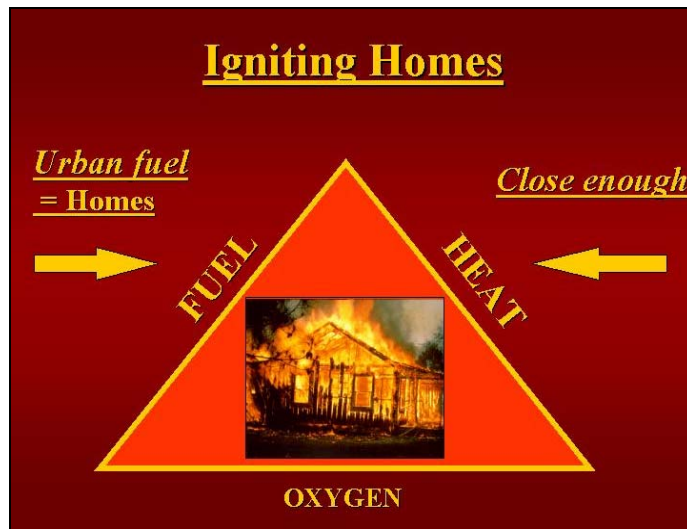 Igniting Homes
Urban fuel
= Homes
Close enough
FUEL
HEAT
OXYGEN